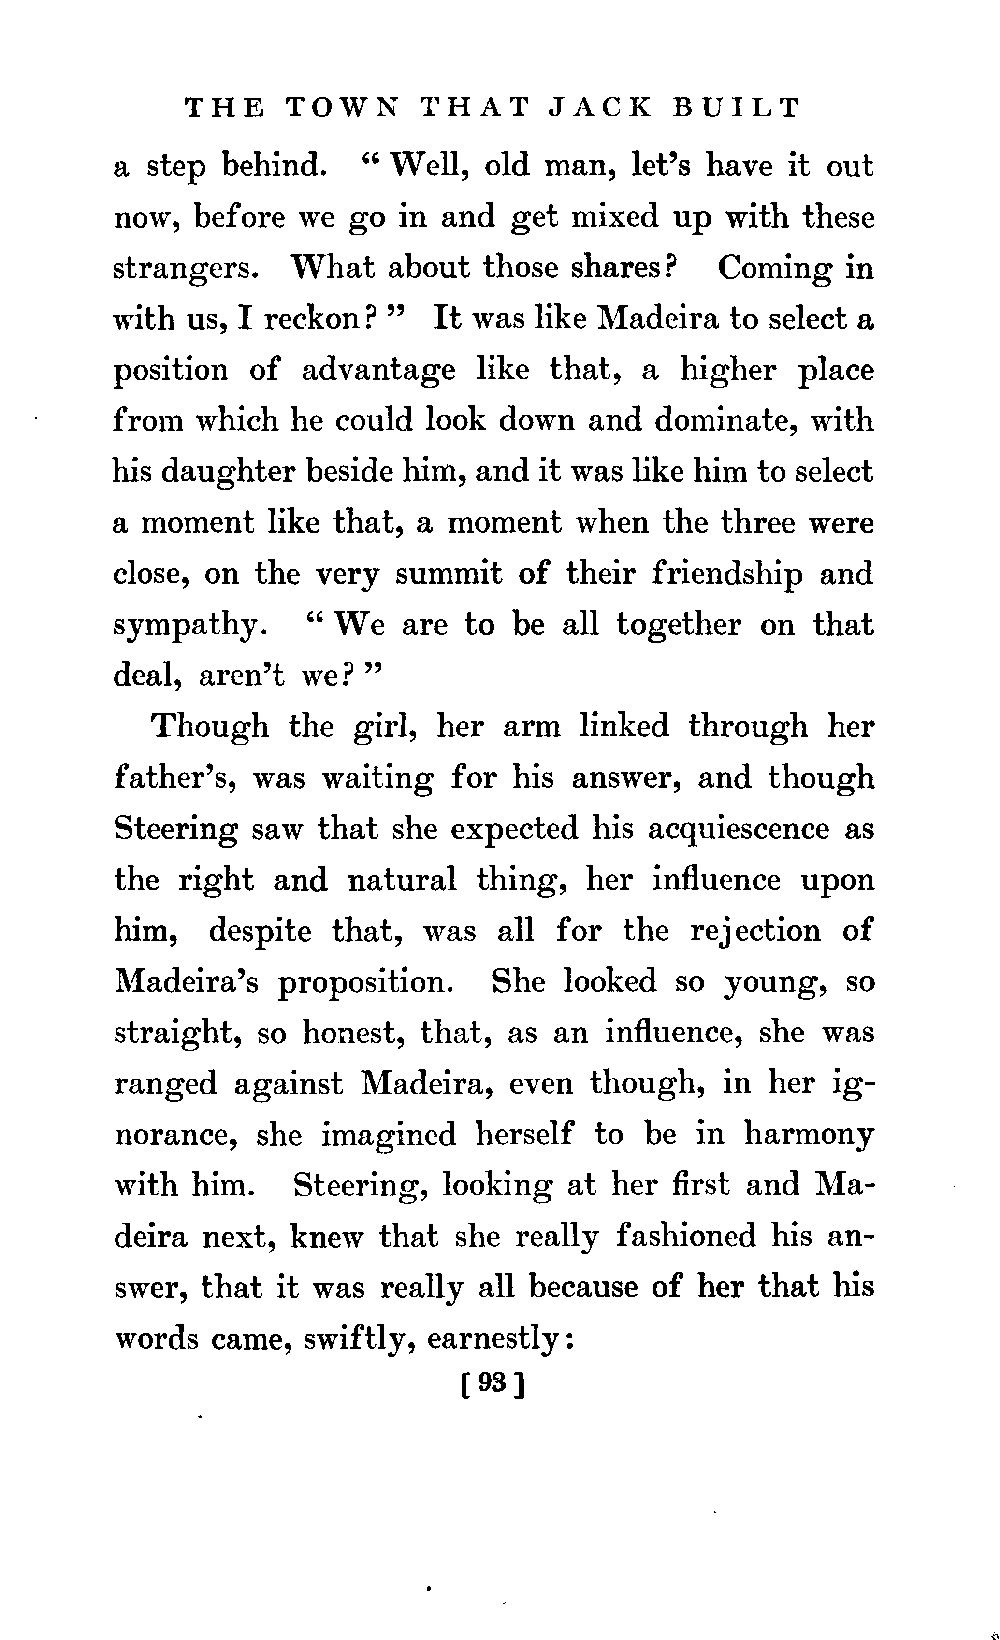 THE TOWN THAT JACK BUILT
a step behind. “ Well, old man, let’s have it out
now, before we go in and get mixed up with these
strangers. What about those shares? Coming in
with us, I reckon? ” It was like Madeira to select a
position of advantage like that, a higher place
from which he could look down and dominate, with
his daughter beside him, and it was like him to select
a moment like that, a moment when the three were
close, on the very summit of their friendship and
sympathy. “ We are to be all together on that
deal, aren’t we? ”
Though the girl, her arm linked through her
father’s, was waiting for his answer, and though
Steering saw that she expected his acquiescence as
the right and natural thing, her influence upon
him, despite that, was all for the rejection of
Madeira’s proposition. She looked so young, so
straight, so honest, that, as an influence, she was
ranged against Madeira, even though, in her ig-
norance, she imagined herself to be in harmony
with him. Steering, looking at her first and Ma-
deira next, knew that she really fashioned his an-
swer, that it was really all because of her that his
words came, swiftly, earnestly:
[ 93 ]